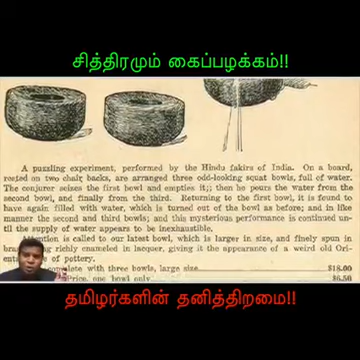 சித்திரமும் கைப்பழக்கம்!!
A puzzling experiment, performed by the Hindu fakirs of India. On a board,
rested on two chair backs, are arranged three odd-looking squat bowls, full of water.
The conjurer seizes the first bowl and empties it; then he pours the water from the
second bowl, and finally from the third. Returning to the first bowl, it is found to
have again filled with water, which is turned out of the bowl as before; and in like
manner the second and third bowls; and this mysterious performance is continued un-
til the supply of water appears to be inexhaustible.
ention is called to our latest bowl, which is larger in size, and finely spun in
bra richly enameled in lacquer, giving it the appearance of a weird old Ori-
ent of pottery.
complete with three bowls, large size $18.00
Price, one bowl only $6.50
தமிழர்களின் தனித்திறமை!!